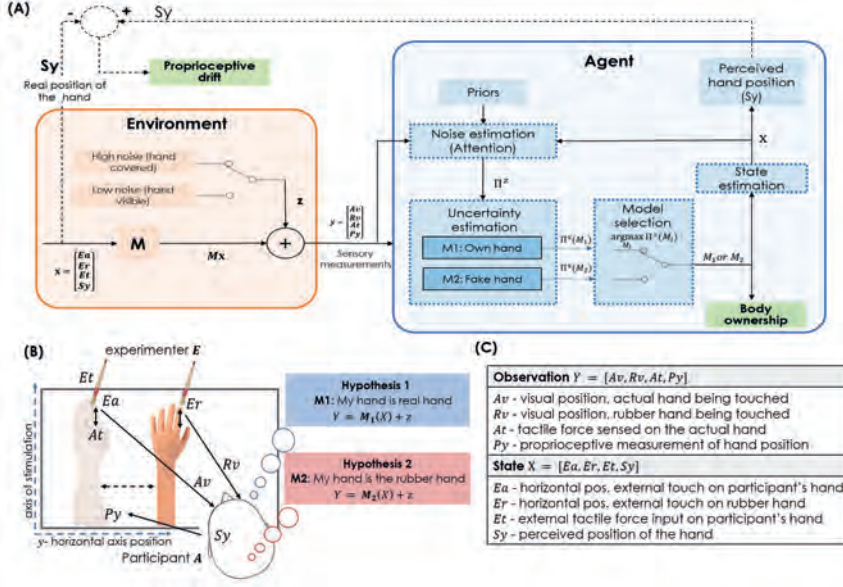 (A)
- + Sy
Sy
Real position of
the hand
Proprioceptive
drift
Environment
High noise (hand
covered)
Low noise (hand
visible)
z
M
Mx
+
x = [Ea Er Et Sy]
y = [Av Rv At Py]
Sensory
measurements
Agent
Priors
Noise estimation
(Attention)
Πᶻ
Uncertainty
estimation
M1: Own hand
M2: Fake hand
Model
selection
M₁ or M₂
Perceived
hand position
(Sy)
X
State
estimation
Body
ownership
(B)
experimenter E
Et
Ea
Er
At
Av
Rv
Py
Sy
axis of stimulation
y- horizontal axis position
Participant A
Hypothesis 1
M1: My hand is real hand
Y = M₁(X) + z
Hypothesis 2
M2: My hand is the rubber hand
Y = M₂(X) + z
(C)
Observation Y = [Av, Rv, At, Py]
Av - visual position, actual hand being touched
Rv - visual position, rubber hand being touched
At - tactile force sensed on the actual hand
Py - proprioceptive measurement of hand position
State X = [Ea, Er, Et, Sy]
Ea - horizontal pos. external touch on participant's hand
Er - horizontal pos. external touch on rubber hand
Et - external tactile force input on participant's hand
Sy - perceived position of the hand